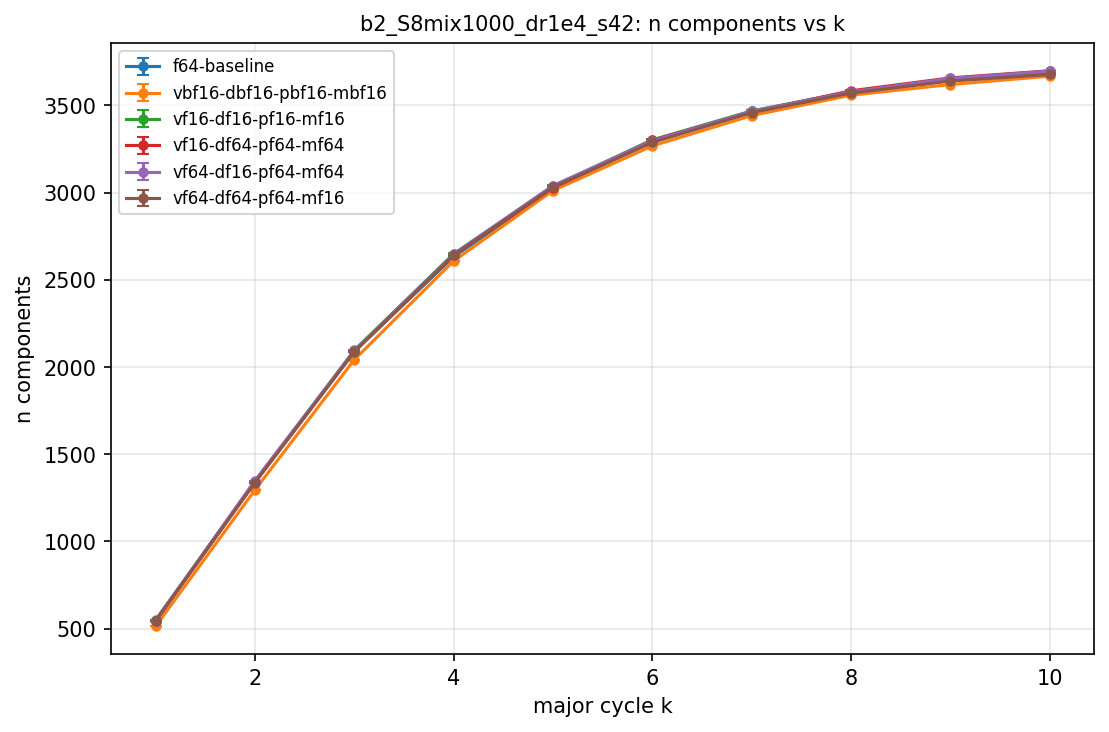 b2_S8mix1000_dr1e4_s42: n components vs k
f64-baseline
vbf16-dbf16-pbf16-mbf16
vf16-df16-pf16-mf16
vf16-df64-pf64-mf64
vf64-df16-pf64-mf64
vf64-df64-pf64-mf16
n components
3500
3000
2500
2000
1500
1000
500
2 4 6 8 10
major cycle k